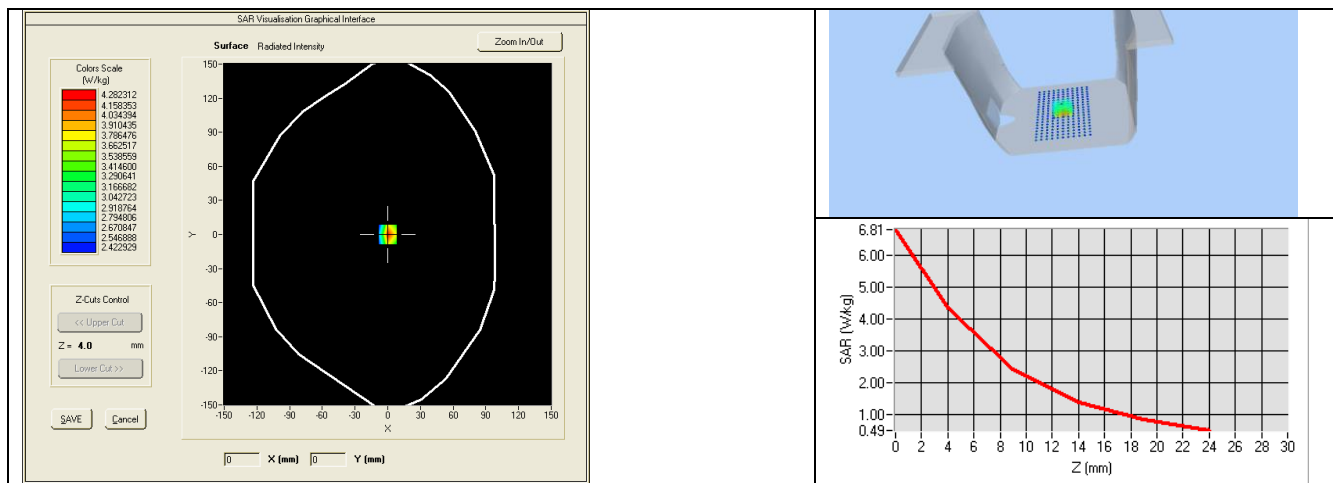 SAR Visualisation Graphical Interface
Surface Radiated Intensity
Zoom In/Out
Colors Scale
(W/kg)
4.282312
4.158353
4.034394
3.910435
3.786476
3.662517
3.538559
3.414600
3.290641
3.166682
3.042723
2.918764
2.794806
2.670847
2.546888
2.422929
Z-Cuts Control
<< Upper Cut
Z = 4.0 mm
Lower Cut >>
SAVE Cancel
Y
150-
120-
90-
60-
30-
0-
-30-
-60-
-90-
-120-
-150-
-150 -120 -90 -60 -30 0 30 60 90 120 150
X
0 X (mm) 0 Y (mm)
SAR (W/kg)
6.81-
6.00-
5.00-
4.00-
3.00-
2.00-
1.00-
0.49-
0 2 4 6 8 10 12 14 16 18 20 22 24 26 28 30
Z (mm)